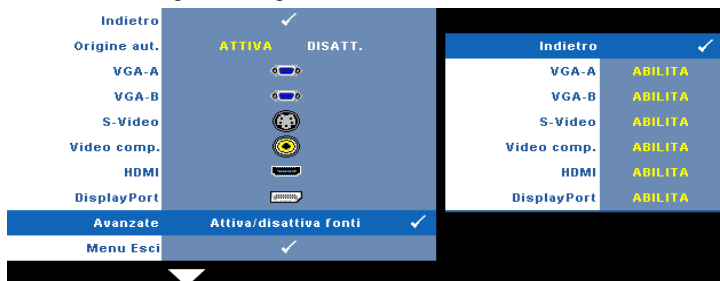 Indietro
Origine aut. ATTIVA DISATT.
VGA-A
VGA-B
S-Video
Video comp.
HDMI
DisplayPort
Avanzate Attiva/disattiva fonti
Menu Esci
Indietro
VGA-A ABILITA
VGA-B ABILITA
S-Video ABILITA
Video comp. ABILITA
HDMI ABILITA
DisplayPort ABILITA